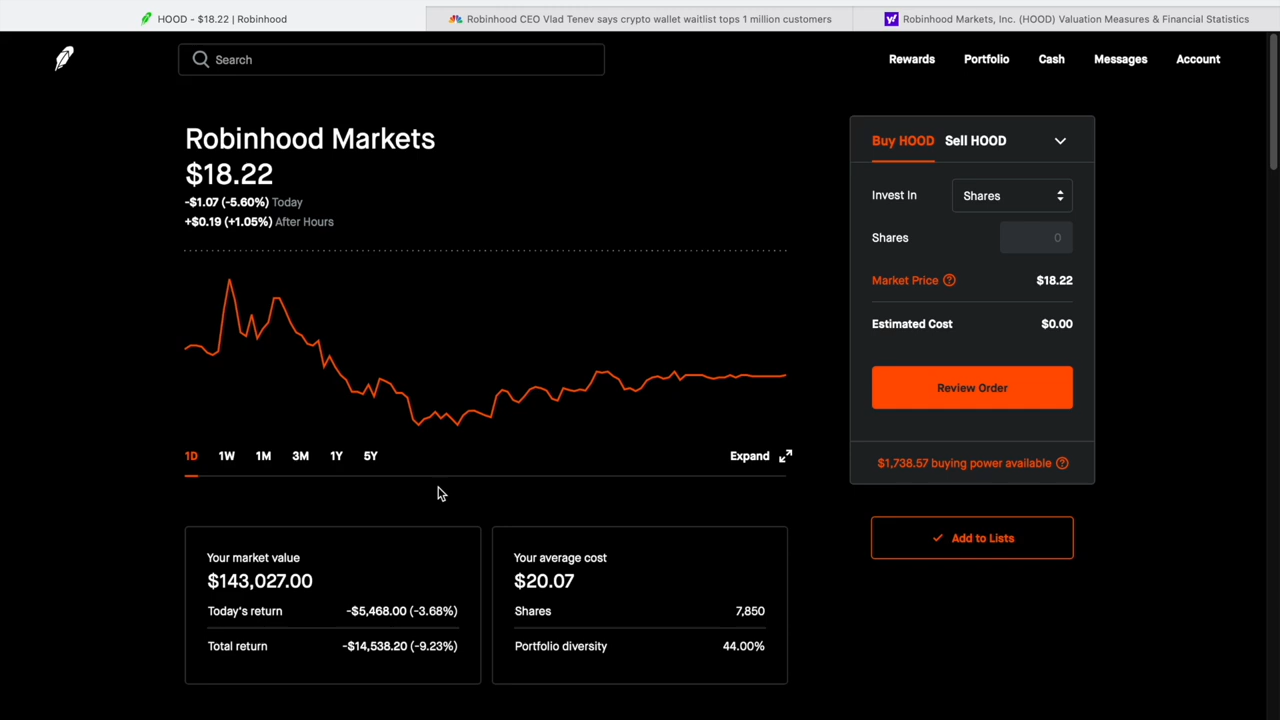 HOOD - $18.22 | Robinhood
Robinhood CEO Vlad Tenev says crypto wallet waitlist tops 1 million customers
Robinhood Markets, Inc. (HOOD) Valuation Measures & Financial Statistics
Search
Rewards Portfolio Cash Messages Account
Robinhood Markets
$18.22
-$1.07 (-5.60%) Today
+$0.19 (+1.05%) After Hours
1D 1W 1M 3M 1Y 5Y Expand
Your market value
$143,027.00
Today's return -$5,468.00 (-3.68%)
Total return -$14,538.20 (-9.23%)
Your average cost
$20.07
Shares 7,850
Portfolio diversity 44.00%
Buy HOOD Sell HOOD
Invest In Shares
Shares 0
Market Price $18.22
Estimated Cost $0.00
Review Order
$1,738.57 buying power available
Add to Lists